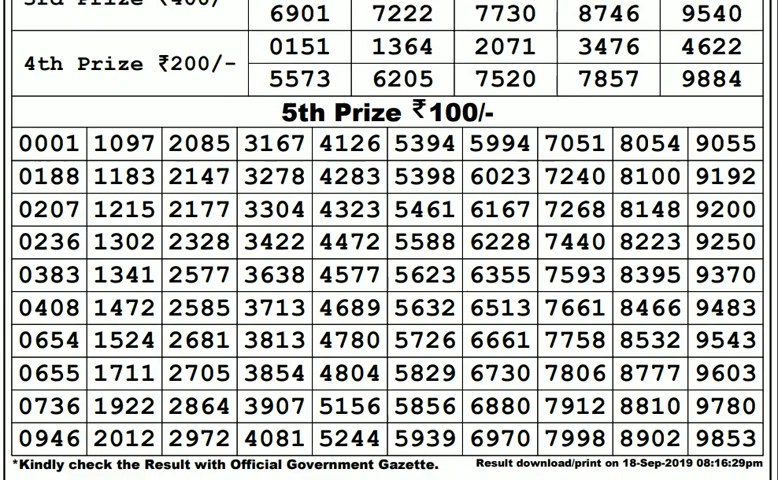 3rd Prize ₹400/-
6901 7222 7730 8746 9540
4th Prize ₹200/-
0151 1364 2071 3476 4622
5573 6205 7520 7857 9884
5th Prize ₹100/-
0001 1097 2085 3167 4126 5394 5994 7051 8054 9055
0188 1183 2147 3278 4283 5398 6023 7240 8100 9192
0207 1215 2177 3304 4323 5461 6167 7268 8148 9200
0236 1302 2328 3422 4472 5588 6228 7440 8223 9250
0383 1341 2577 3638 4577 5623 6355 7593 8395 9370
0408 1472 2585 3713 4689 5632 6513 7661 8466 9483
0654 1524 2681 3813 4780 5726 6661 7758 8532 9543
0655 1711 2705 3854 4804 5829 6730 7806 8777 9603
0736 1922 2864 3907 5156 5856 6880 7912 8810 9780
0946 2012 2972 4081 5244 5939 6970 7998 8902 9853
*Kindly check the Result with Official Government Gazette. Result download/print on 18-Sep-2019 08:16:29pm